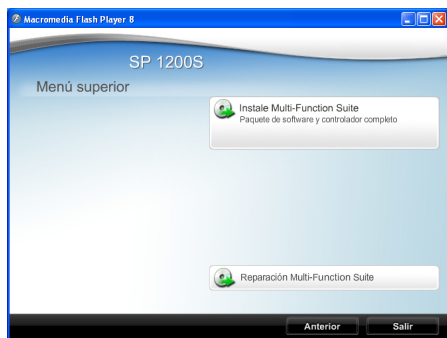 Macromedia Flash Player 8
SP 1200S
Menú superior
Instale Multi-Function Suite
Paquete de software y controlador completo
Reparación Multi-Function Suite
Anterior
Salir